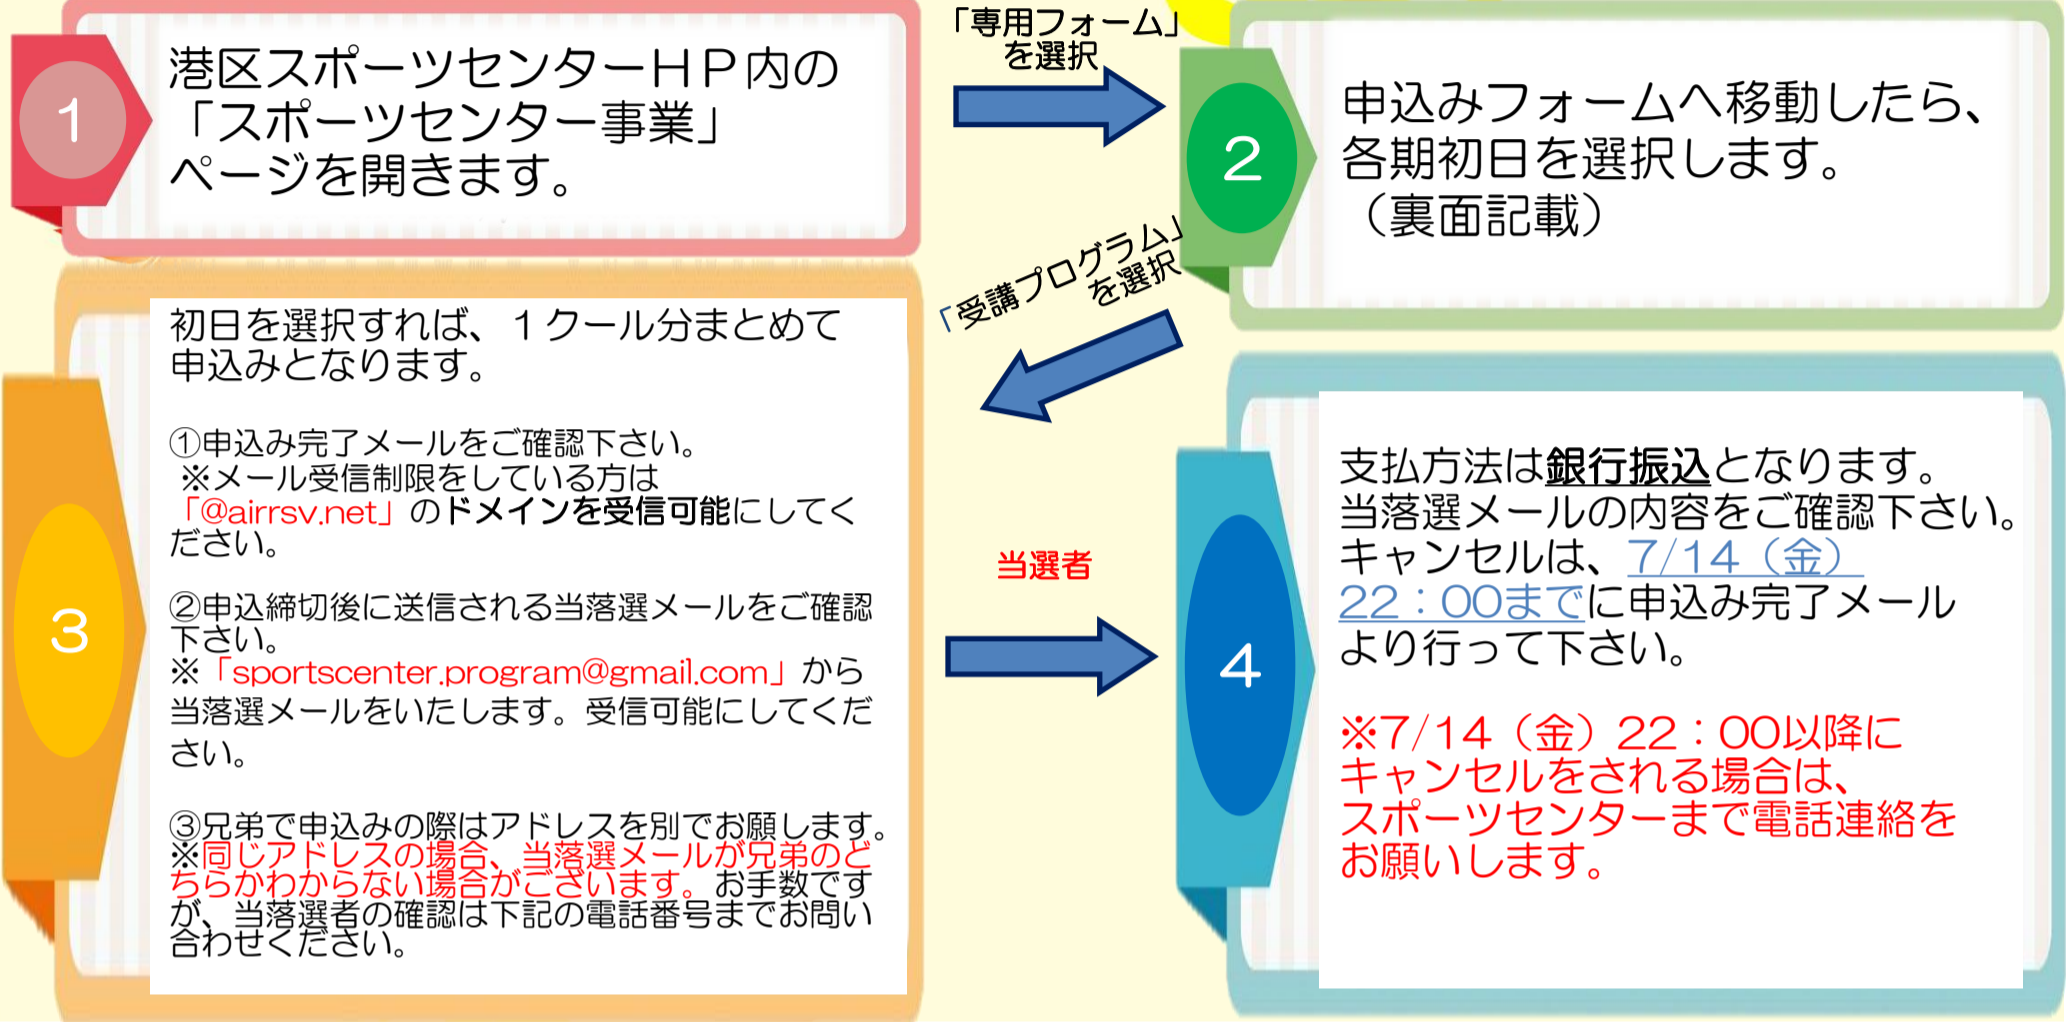 1
港区スポーツセンターHP内の
「スポーツセンター事業」
ページを開きます。
「専用フォーム」
を選択
2
申込みフォームへ移動したら、
各期初日を選択します。
（裏面記載）
「受講プログラム」
を選択
3
初日を選択すれば、１クール分まとめて
申込みとなります。
①申込み完了メールをご確認下さい。
※メール受信制限をしている方は
「@airrsv.net」のドメインを受信可能にしてく
ださい。
②申込締切後に送信される当落選メールをご確認
下さい。
※「sportscenter.program@gmail.com」から
当落選メールをいたします。受信可能にしてくだ
さい。
③兄弟で申込みの際はアドレスを別でお願します。
※同じアドレスの場合、当落選メールが兄弟のど
ちらかわからない場合がございます。お手数です
が、当落選者の確認は下記の電話番号までお問い
合わせください。
当選者
4
支払方法は銀行振込となります。
当落選メールの内容をご確認下さい。
キャンセルは、7/14（金）
22：00までに申込み完了メール
より行って下さい。
※7/14（金）22：00以降に
キャンセルをされる場合は、
スポーツセンターまで電話連絡を
お願いします。